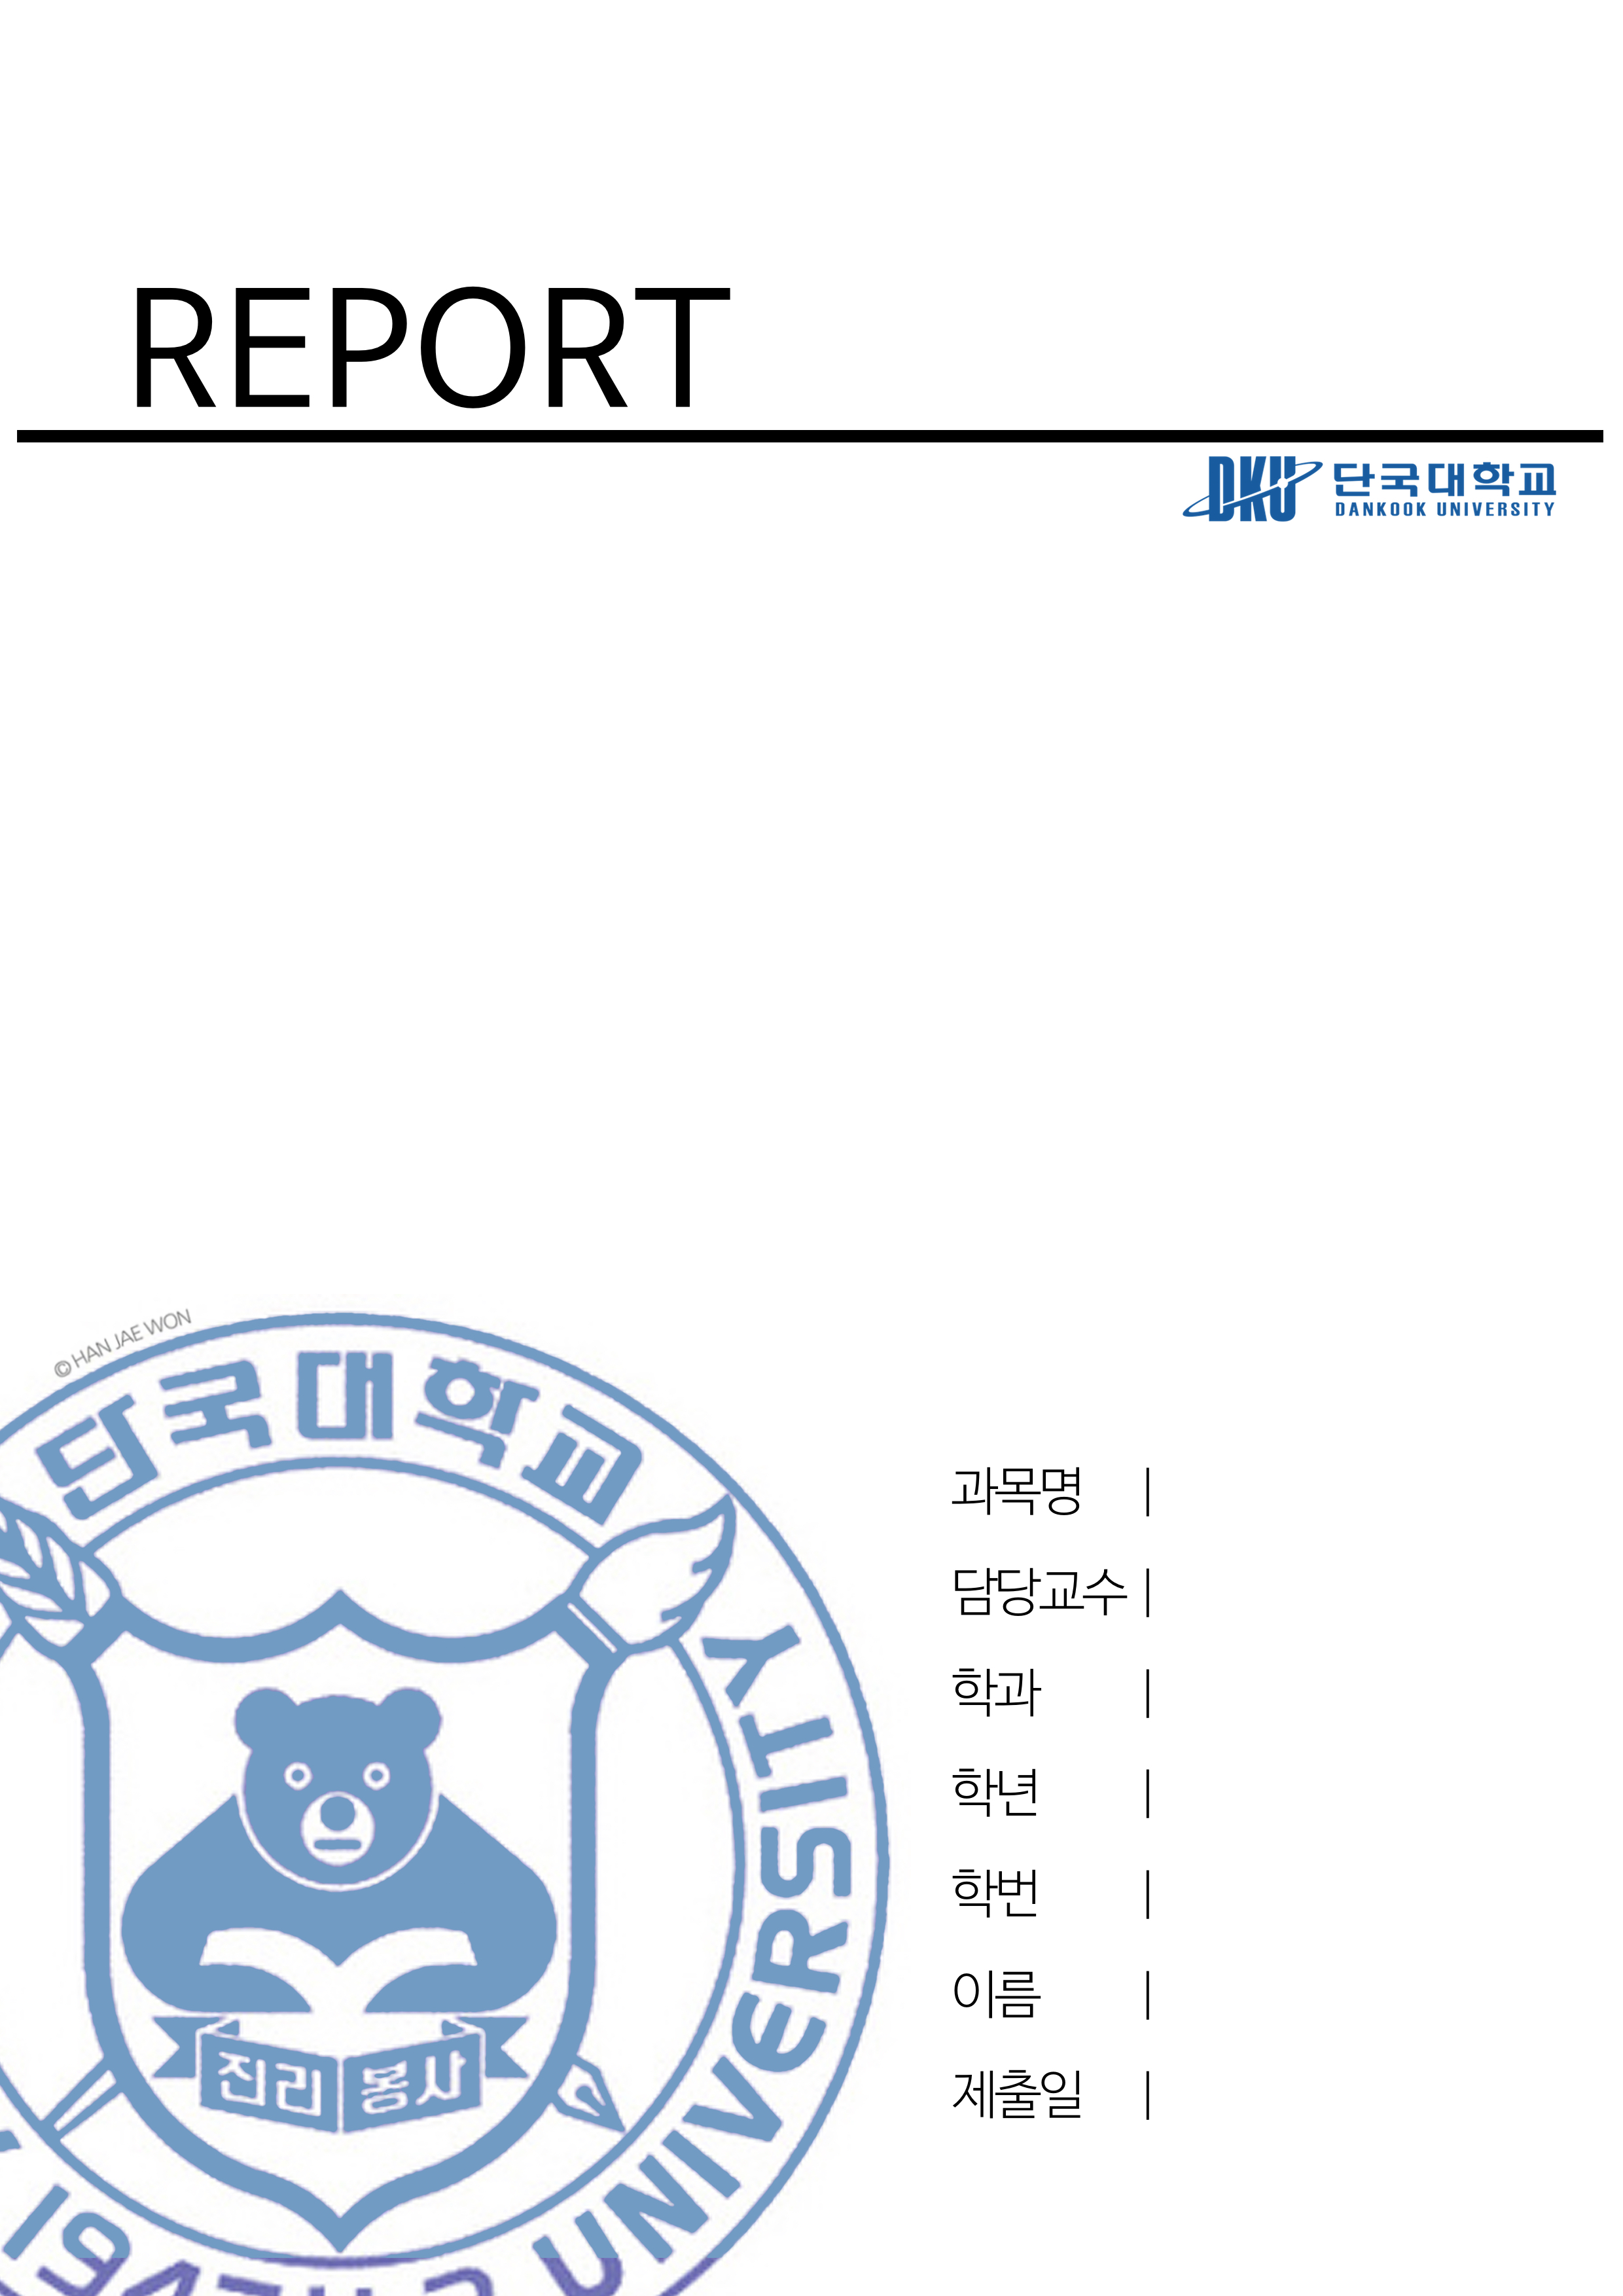 REPORT
DKU 단국대학교
DANKOOK UNIVERSITY
© HAN JAE WON
단국대학교
UNIVERSITY
진리 봉사
과목명 |
담당교수 |
학과 |
학년 |
학번 |
이름 |
제출일 |